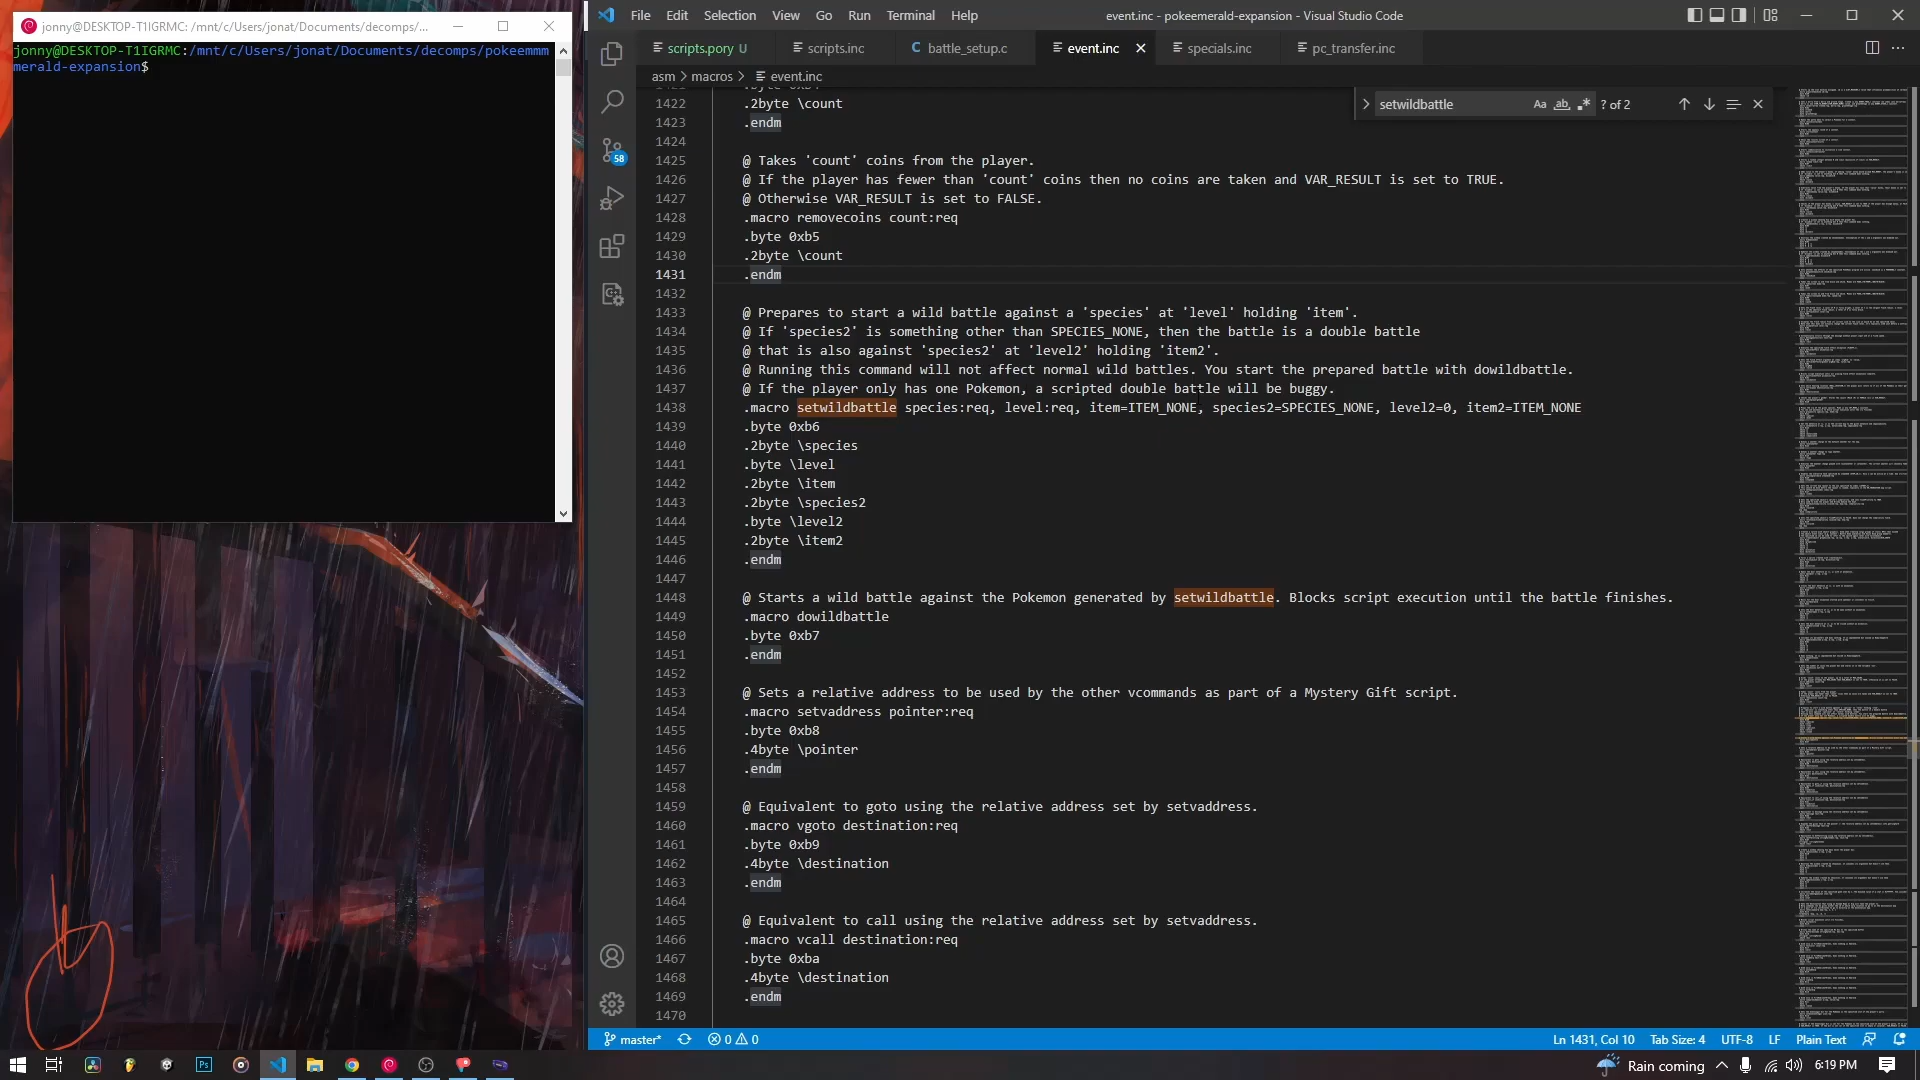 jonny@DESKTOP-T1IGRMC: /mnt/c/Users/jonat/Documents/decomps/...
jonny@DESKTOP-T1IGRMC:/mnt/c/Users/jonat/Documents/decomps/pokeemmm
merald-expansion$
File Edit Selection View Go Run Terminal Help
event.inc - pokeemerald-expansion - Visual Studio Code
scripts.pory U
scripts.inc
C battle_setup.c
event.inc
specials.inc
pc_transfer.inc
asm > macros > event.inc
setwildbattle Aa ab ? of 2
58
1422 .2byte \count
1423 .endm
1424
1425 @ Takes 'count' coins from the player.
1426 @ If the player has fewer than 'count' coins then no coins are taken and VAR_RESULT is set to TRUE.
1427 @ Otherwise VAR_RESULT is set to FALSE.
1428 .macro removecoins count:req
1429 .byte 0xb5
1430 .2byte \count
1431 .endm
1432
1433 @ Prepares to start a wild battle against a 'species' at 'level' holding 'item'.
1434 @ If 'species2' is something other than SPECIES_NONE, then the battle is a double battle
1435 @ that is also against 'species2' at 'level2' holding 'item2'.
1436 @ Running this command will not affect normal wild battles. You start the prepared battle with dowildbattle.
1437 @ If the player only has one Pokemon, a scripted double battle will be buggy.
1438 .macro setwildbattle species:req, level:req, item=ITEM_NONE, species2=SPECIES_NONE, level2=0, item2=ITEM_NONE
1439 .byte 0xb6
1440 .2byte \species
1441 .byte \level
1442 .2byte \item
1443 .2byte \species2
1444 .byte \level2
1445 .2byte \item2
1446 .endm
1447
1448 @ Starts a wild battle against the Pokemon generated by setwildbattle. Blocks script execution until the battle finishes.
1449 .macro dowildbattle
1450 .byte 0xb7
1451 .endm
1452
1453 @ Sets a relative address to be used by the other vcommands as part of a Mystery Gift script.
1454 .macro setvaddress pointer:req
1455 .byte 0xb8
1456 .4byte \pointer
1457 .endm
1458
1459 @ Equivalent to goto using the relative address set by setvaddress.
1460 .macro vgoto destination:req
1461 .byte 0xb9
1462 .4byte \destination
1463 .endm
1464
1465 @ Equivalent to call using the relative address set by setvaddress.
1466 .macro vcall destination:req
1467 .byte 0xba
1468 .4byte \destination
1469 .endm
1470
master* 0 0
Ln 1431, Col 10 Tab Size: 4 UTF-8 LF Plain Text
Ps
Rain coming 6:19 PM